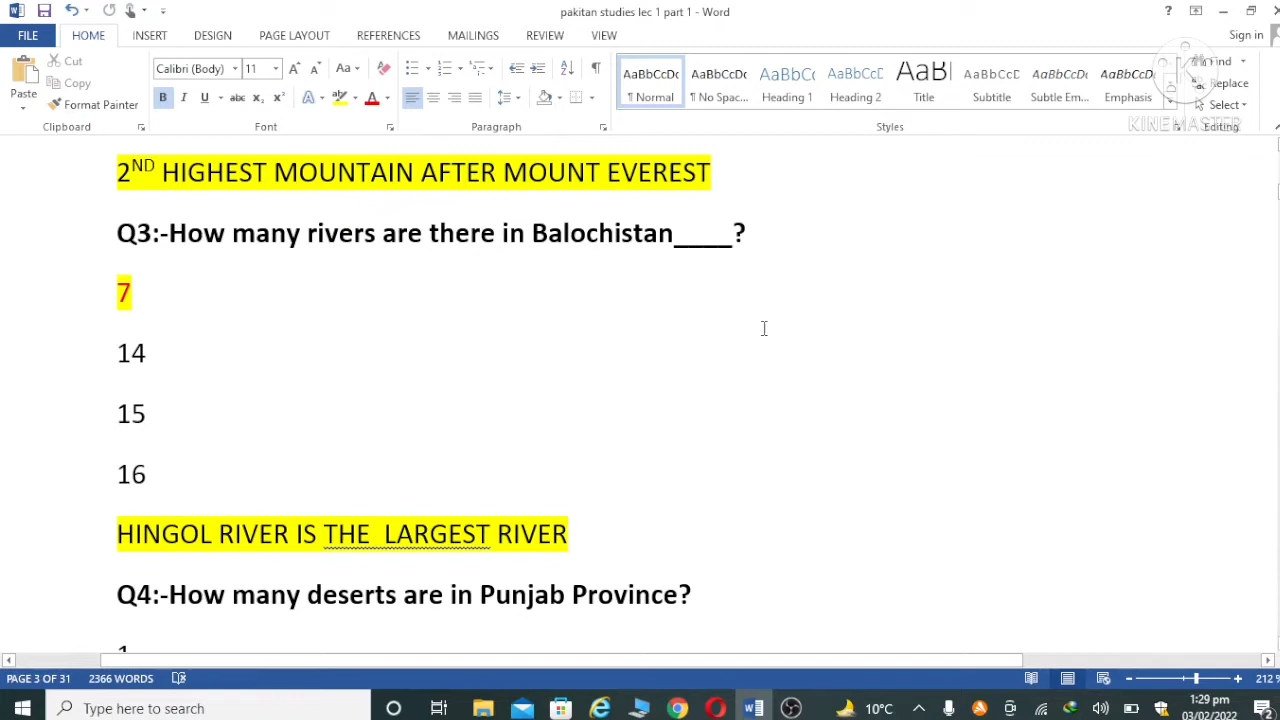 pakitan studies lec 1 part 1 - Word
? Sign in
FILE HOME INSERT DESIGN PAGE LAYOUT REFERENCES MAILINGS REVIEW VIEW
Paste Cut Copy Format Painter
Calibri (Body) 11
AaBbCcDc ¶ Normal
AaBbCcDc ¶ No Spac...
AaBbCc Heading 1
AaBbCcD Heading 2
AaBl Title
AaBbCcD Subtitle
AaBbCcDc Subtle Em...
AaBbCcDc Emphasis
Find
Replace
Select
KINEMASTER
Clipboard Font Paragraph Styles Editing
2ND HIGHEST MOUNTAIN AFTER MOUNT EVEREST
Q3:-How many rivers are there in Balochistan____?
7
14
15
16
HINGOL RIVER IS THE  LARGEST RIVER
Q4:-How many deserts are in Punjab Province?
PAGE 3 OF 31 2366 WORDS 212 %
Type here to search 10°C 1:29 pm
03/02/2022